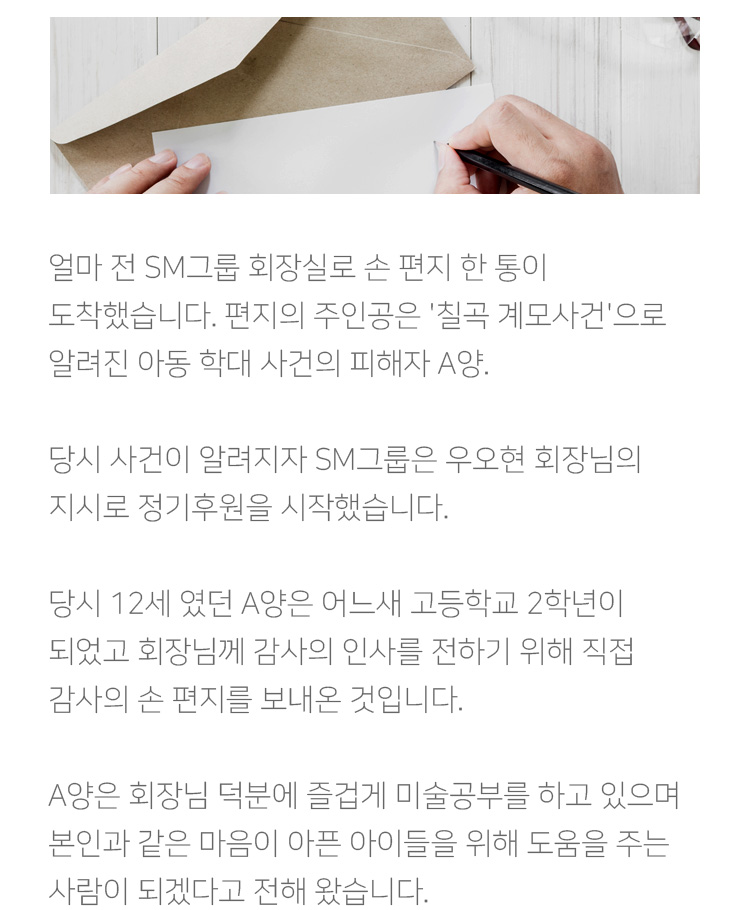 얼마 전 SM그룹 회장실로 손 편지 한 통이
도착했습니다. 편지의 주인공은 '칠곡 계모사건'으로
알려진 아동 학대 사건의 피해자 A양.
당시 사건이 알려지자 SM그룹은 우오현 회장님의
지시로 정기후원을 시작했습니다.
당시 12세 였던 A양은 어느새 고등학교 2학년이
되었고 회장님께 감사의 인사를 전하기 위해 직접
감사의 손 편지를 보내온 것입니다.
A양은 회장님 덕분에 즐겁게 미술공부를 하고 있으며
본인과 같은 마음이 아픈 아이들을 위해 도움을 주는
사람이 되겠다고 전해 왔습니다.